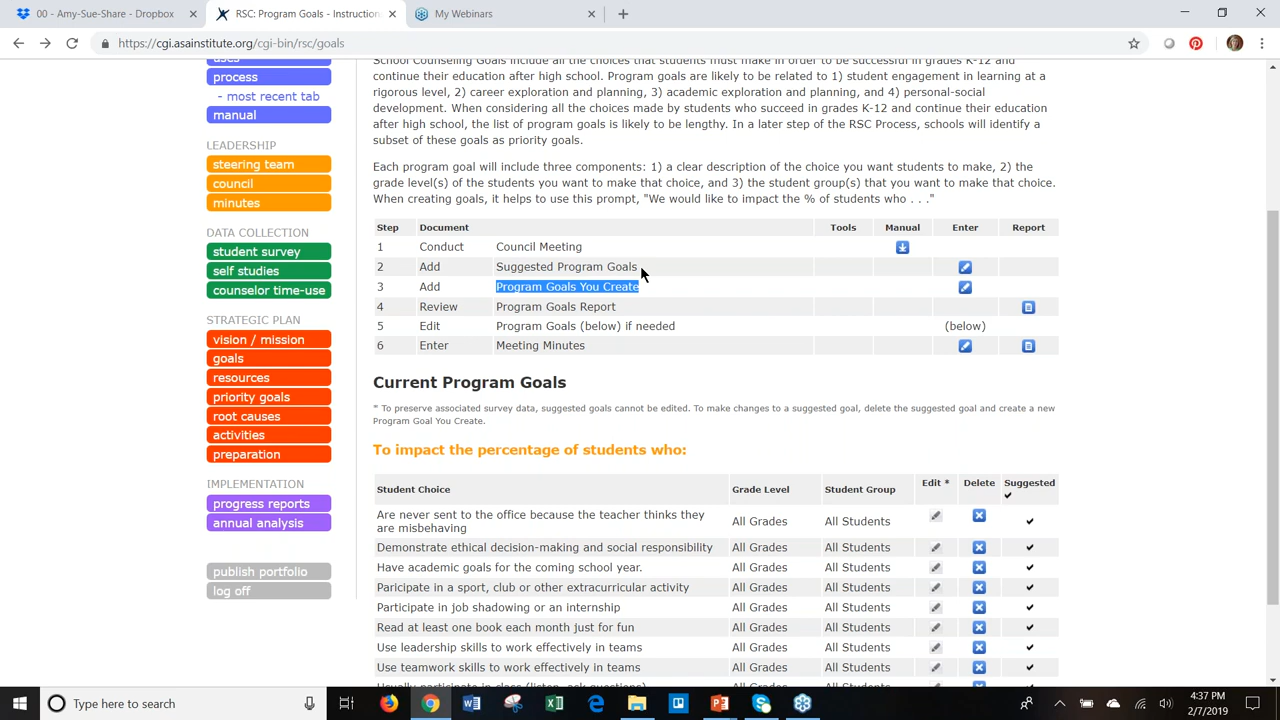 00 - Amy-Sue-Share - Dropbox
RSC: Program Goals - Instruction
My Webinars
https://cgi.asainstitute.org/cgi-bin/rsc/goals
uses
process
- most recent tab
manual
LEADERSHIP
steering team
council
minutes
DATA COLLECTION
student survey
self studies
counselor time-use
STRATEGIC PLAN
vision / mission
goals
resources
priority goals
root causes
activities
preparation
IMPLEMENTATION
progress reports
annual analysis
publish portfolio
log off
School Counseling Goals include all the choices that students must make in order to be successful in grades K-12 and
continue their education after high school. Program goals are likely to be related to 1) student engagement in learning at a
rigorous level, 2) career exploration and planning, 3) academic exploration and planning, and 4) personal-social
development. When considering all the choices made by students who succeed in grades K-12 and continue their education
after high school, the list of program goals is likely to be lengthy. In a later step of the RSC Process, schools will identify a
subset of these goals as priority goals.
Each program goal will include three components: 1) a clear description of the choice you want students to make, 2) the
grade level(s) of the students you want to make that choice, and 3) the student group(s) that you want to make that choice.
When creating goals, it helps to use this prompt, "We would like to impact the % of students who . . ."
Step Document Tools Manual Enter Report
1 Conduct Council Meeting
2 Add Suggested Program Goals
3 Add Program Goals You Create
4 Review Program Goals Report
5 Edit Program Goals (below) if needed (below)
6 Enter Meeting Minutes
Current Program Goals
* To preserve associated survey data, suggested goals cannot be edited. To make changes to a suggested goal, delete the suggested goal and create a new
Program Goal You Create.
To impact the percentage of students who:
Student Choice Grade Level Student Group Edit * Delete Suggested
Are never sent to the office because the teacher thinks they
are misbehaving All Grades All Students
Demonstrate ethical decision-making and social responsibility All Grades All Students
Have academic goals for the coming school year. All Grades All Students
Paricipate in a sport, club or other extracurricular activity All Grades All Students
Participate in job shadowing or an internship All Grades All Students
Read at least one book each month just for fun All Grades All Students
Use leadership skills to work effectively in teams All Grades All Students
Use teamwork skills to work effectively in teams All Grades All Students
Usually participate in class (listen, ask questions) All Grades All Students
Type here to search
4:37 PM
2/7/2019